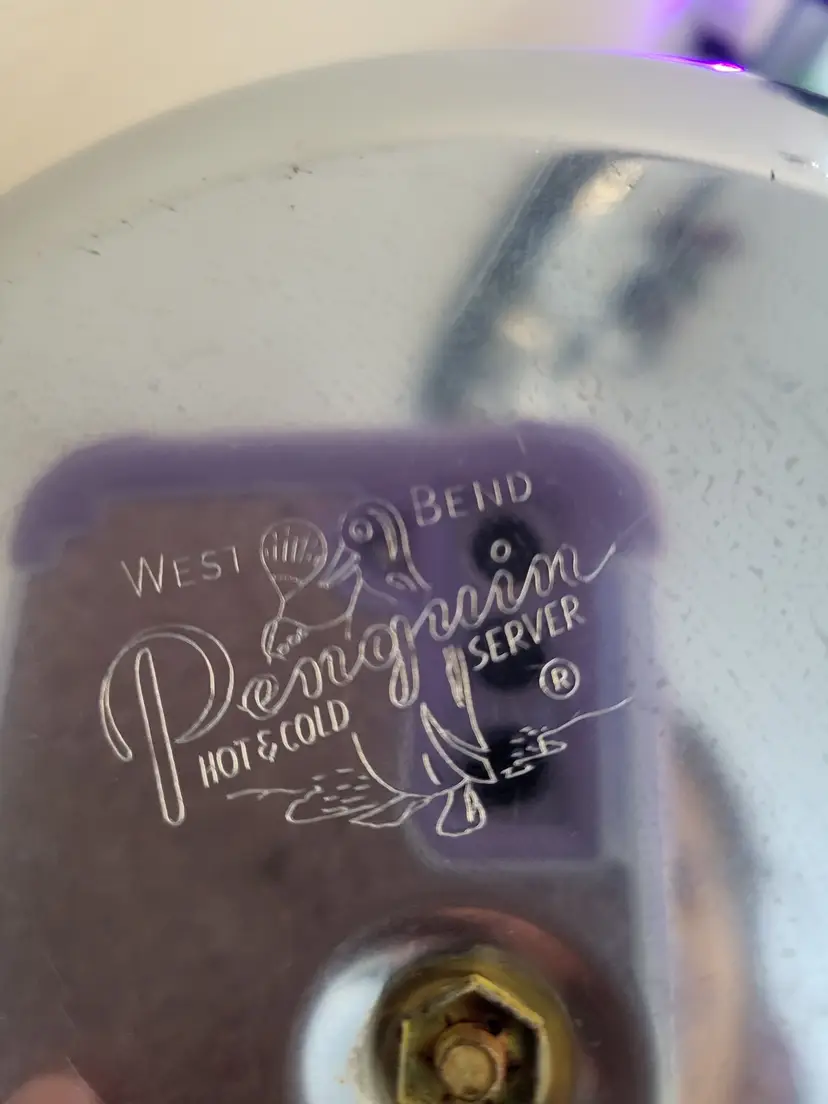 WEST BEND
Penguin
HOT & COLD SERVER
®